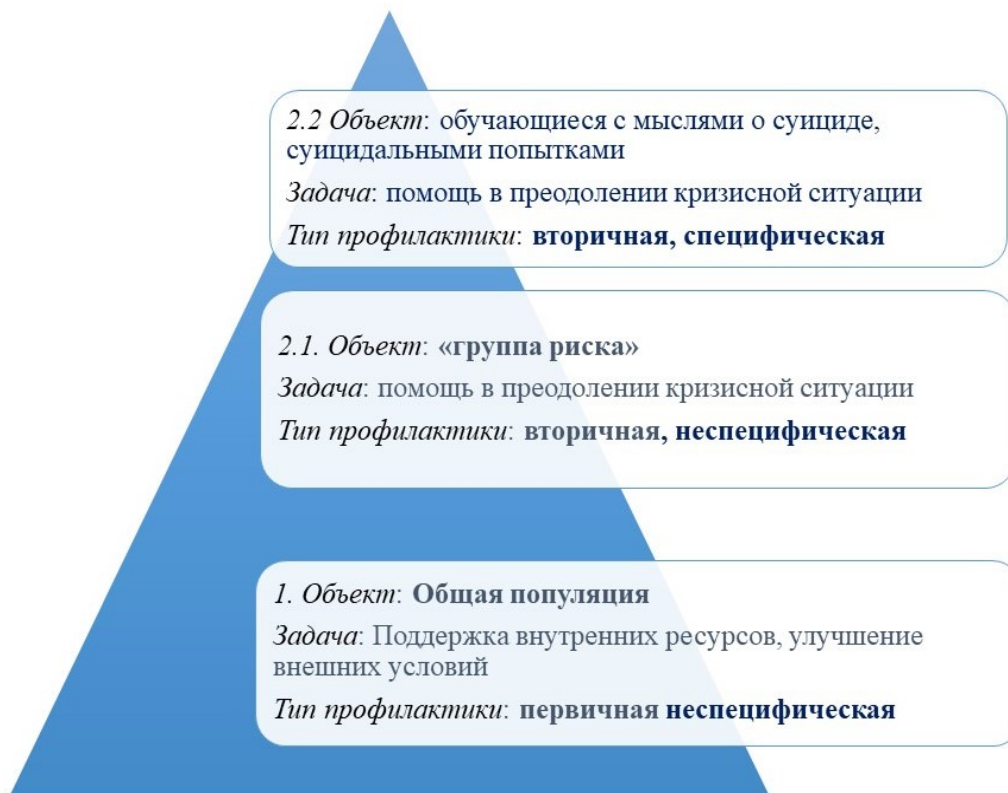 2.2 Объект: обучающиеся с мыслями о суициде,
суицидальными попытками
Задача: помощь в преодолении кризисной ситуации
Тип профилактики: вторичная, специфическая
2.1. Объект: «группа риска»
Задача: помощь в преодолении кризисной ситуации
Тип профилактики: вторичная, неспецифическая
1. Объект: Общая популяция
Задача: Поддержка внутренних ресурсов, улучшение
внешних условий
Тип профилактики: первичная неспецифическая